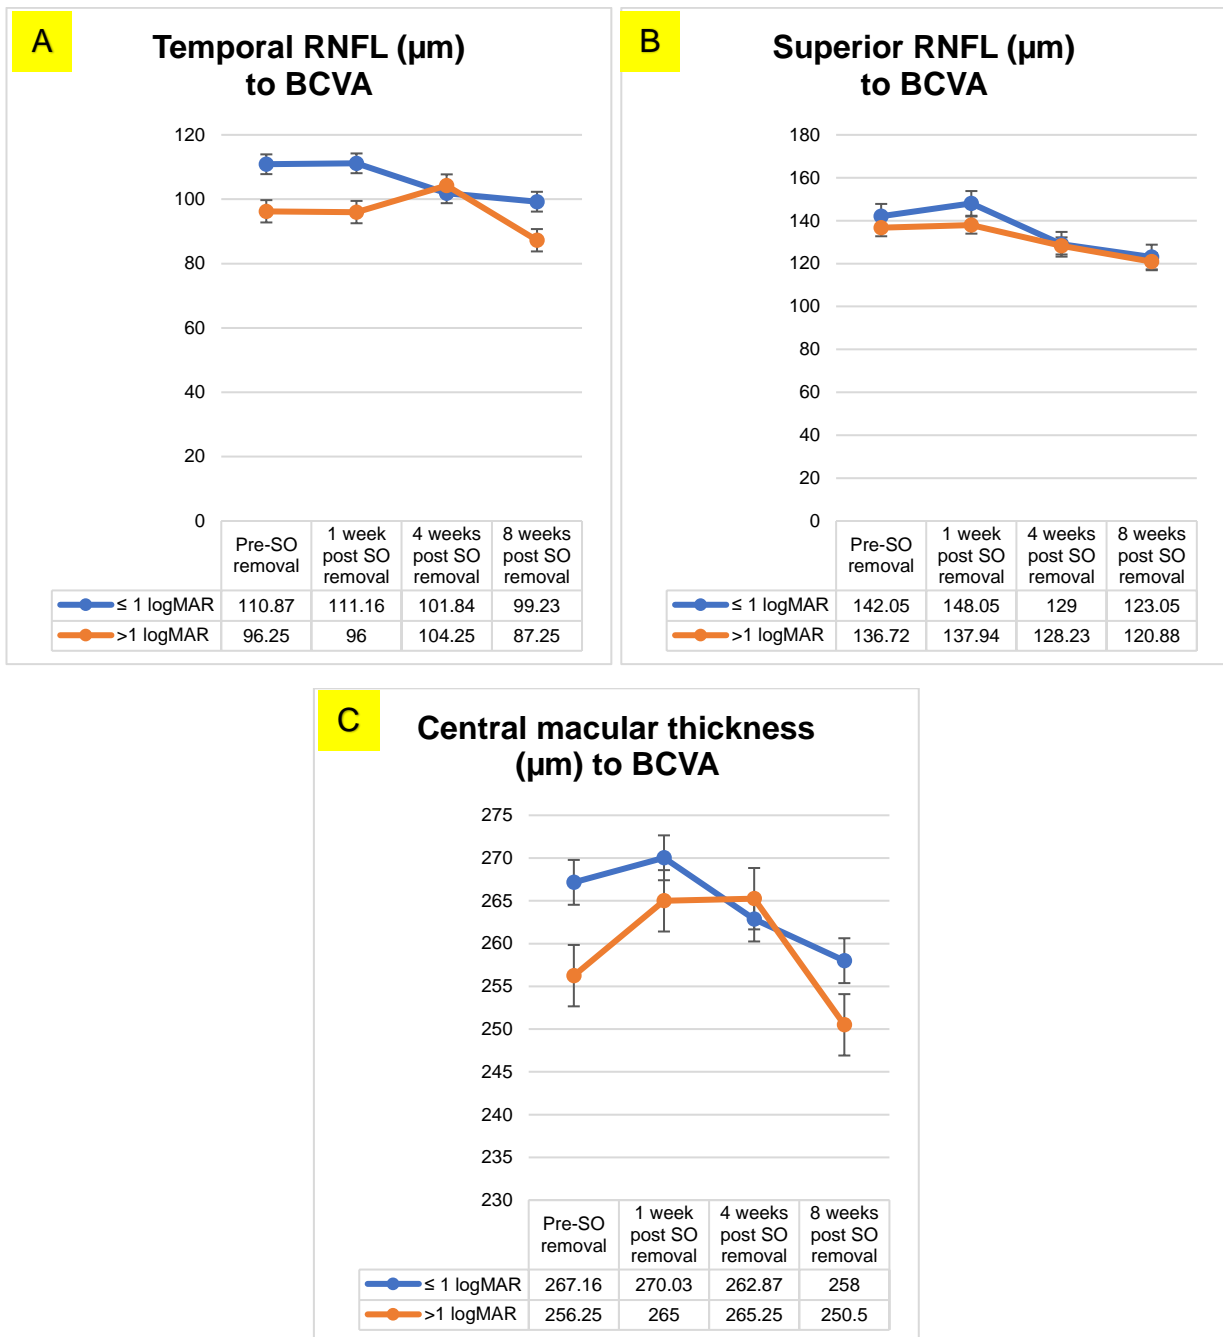 A
Temporal RNFL (µm)
to BCVA
120
100
80
60
40
20
0
Pre-SO removal 1 week post SO removal 4 weeks post SO removal 8 weeks post SO removal
≤ 1 logMAR 110.87 111.16 101.84 99.23
>1 logMAR 96.25 96 104.25 87.25
B
Superior RNFL (µm)
to BCVA
180
160
140
120
100
80
60
40
20
0
Pre-SO removal 1 week post SO removal 4 weeks post SO removal 8 weeks post SO removal
≤ 1 logMAR 142.05 148.05 129 123.05
>1 logMAR 136.72 137.94 128.23 120.88
C
Central macular thickness
(µm) to BCVA
275
270
265
260
255
250
245
240
235
230
Pre-SO removal 1 week post SO removal 4 weeks post SO removal 8 weeks post SO removal
≤ 1 logMAR 267.16 270.03 262.87 258
>1 logMAR 256.25 265 265.25 250.5